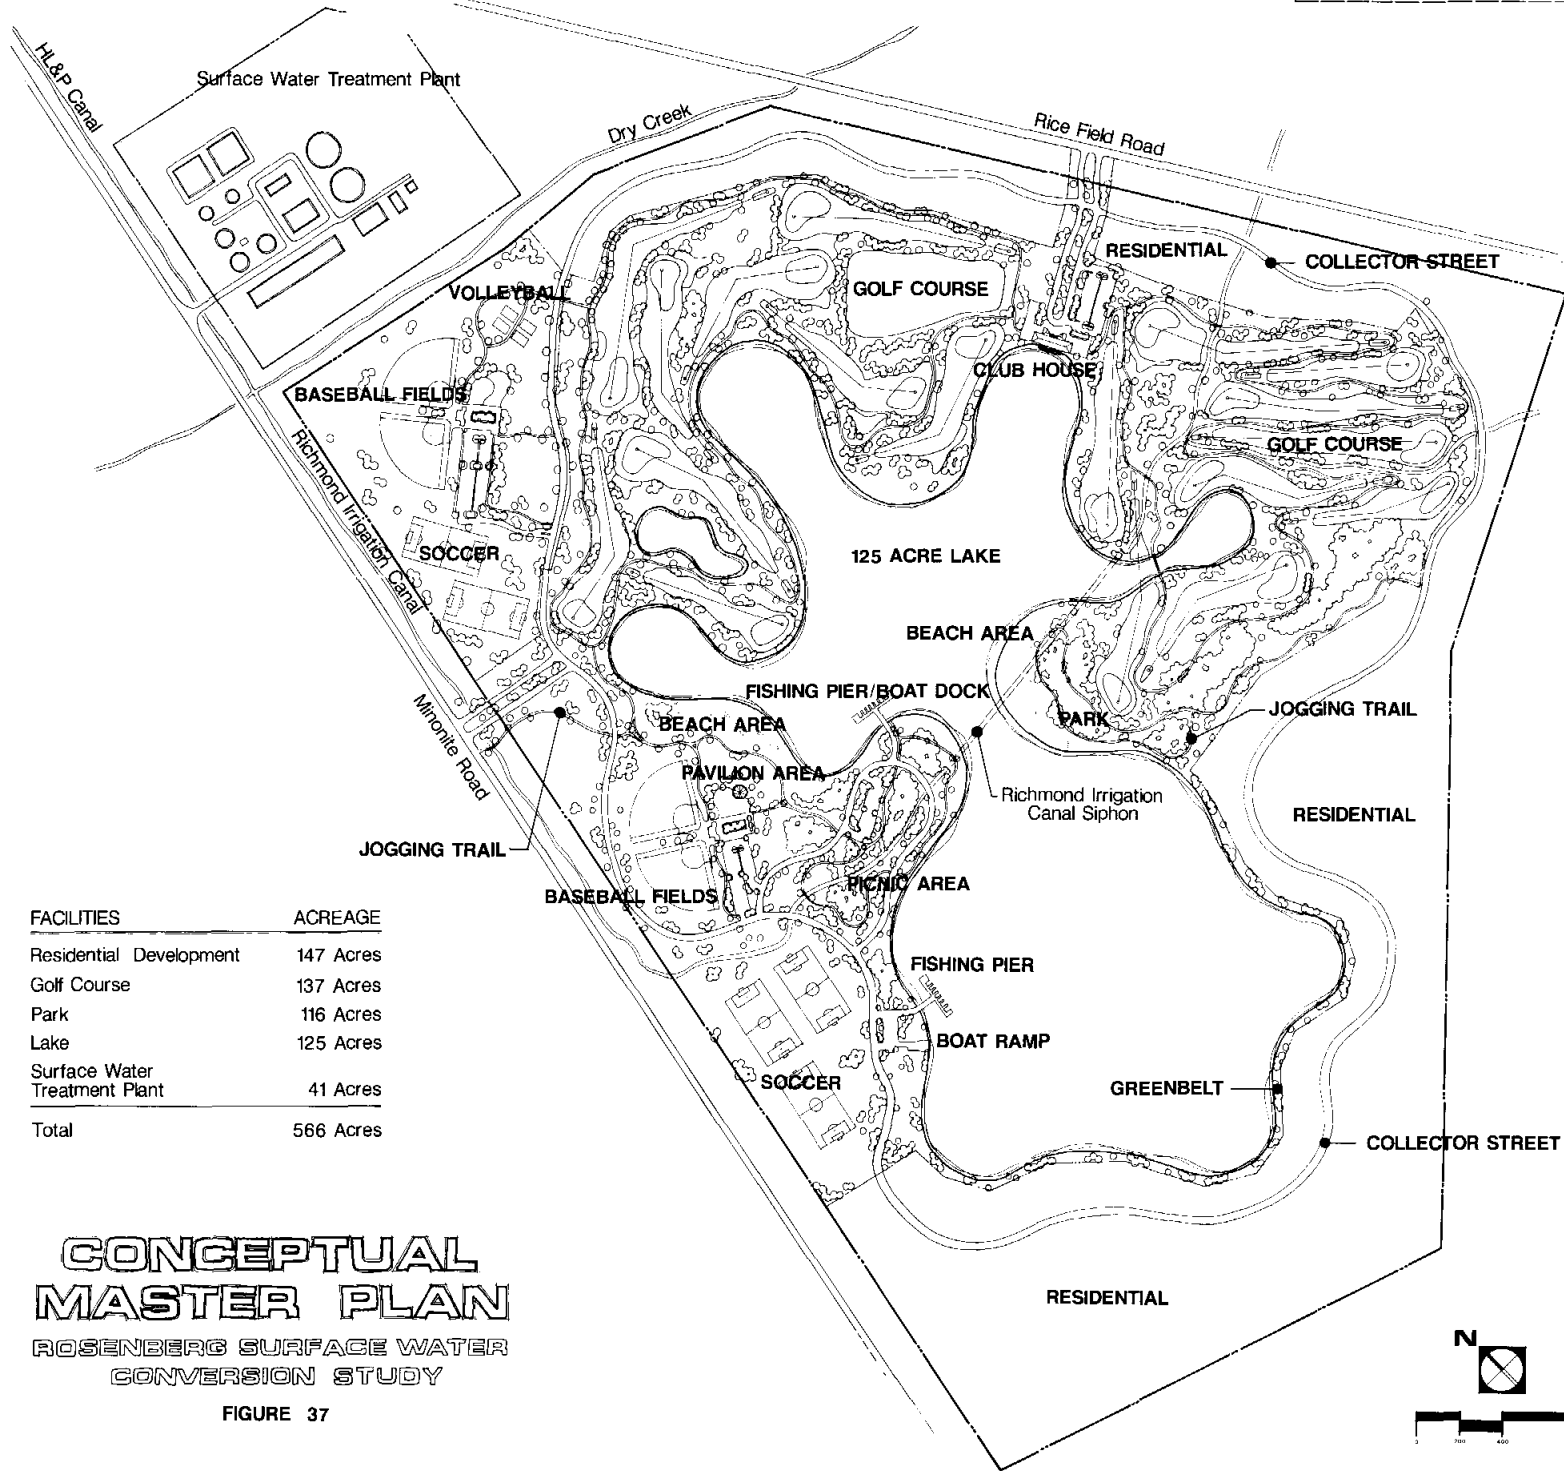 HL&P Canal
Surface Water Treatment Plant
Dry Creek
Rice Field Road
RESIDENTIAL
COLLECTOR STREET
VOLLEYBALL
GOLF COURSE
CLUB HOUSE
BASEBALL FIELDS
GOLF COURSE
Richmond Irrigation Canal
SOCCER
125 ACRE LAKE
BEACH AREA
FISHING PIER/BOAT DOCK
Minonite Road
BEACH AREA
PARK
JOGGING TRAIL
PAVILION AREA
Richmond Irrigation
Canal Siphon
RESIDENTIAL
JOGGING TRAIL
PICNIC AREA
BASEBALL FIELDS
FISHING PIER
BOAT RAMP
SOCCER
GREENBELT
COLLECTOR STREET
RESIDENTIAL
FACILITIES ACREAGE
Residential Development 147 Acres
Golf Course 137 Acres
Park 116 Acres
Lake 125 Acres
Surface Water
Treatment Plant 41 Acres
Total 566 Acres
CONCEPTUAL
MASTER PLAN
ROSENBERG SURFACE WATER
CONVERSION STUDY
FIGURE 37
N
0 200 400